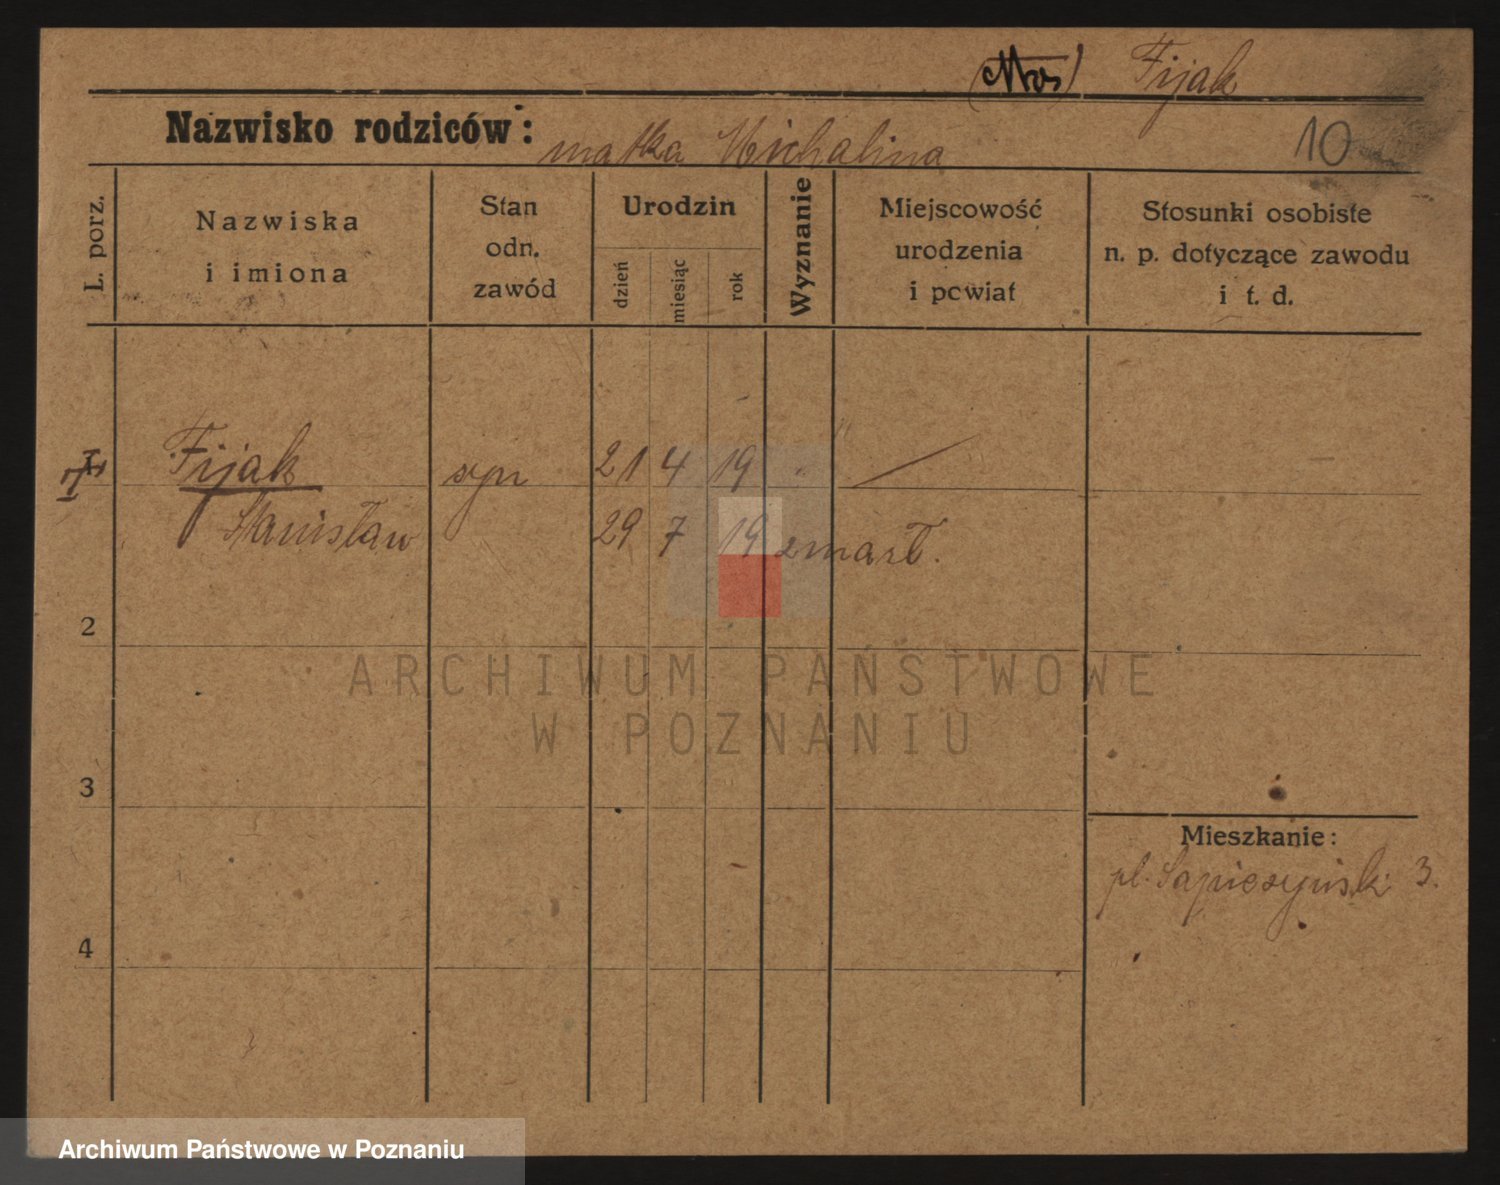 Fijak
Nazwisko rodziców: matka Michalina
10
L. porz.
Nazwiska
i imiona
Stan
odn.
zawód
Urodzin
dzień
miesiąc
rok
Wyznanie
Miejscowość
urodzenia
i powiat
Stosunki osobiste
n. p. dotyczące zawodu
i t. d.
Fijak syn 21 4 19
Stanisław 29 7 19 zmarł.
2
ARCHIWUM PAŃSTWOWE
W POZNANIU
3
Mieszkanie:
pl. Sapieżyński 3.
4
Archiwum Państwowe w Poznaniu